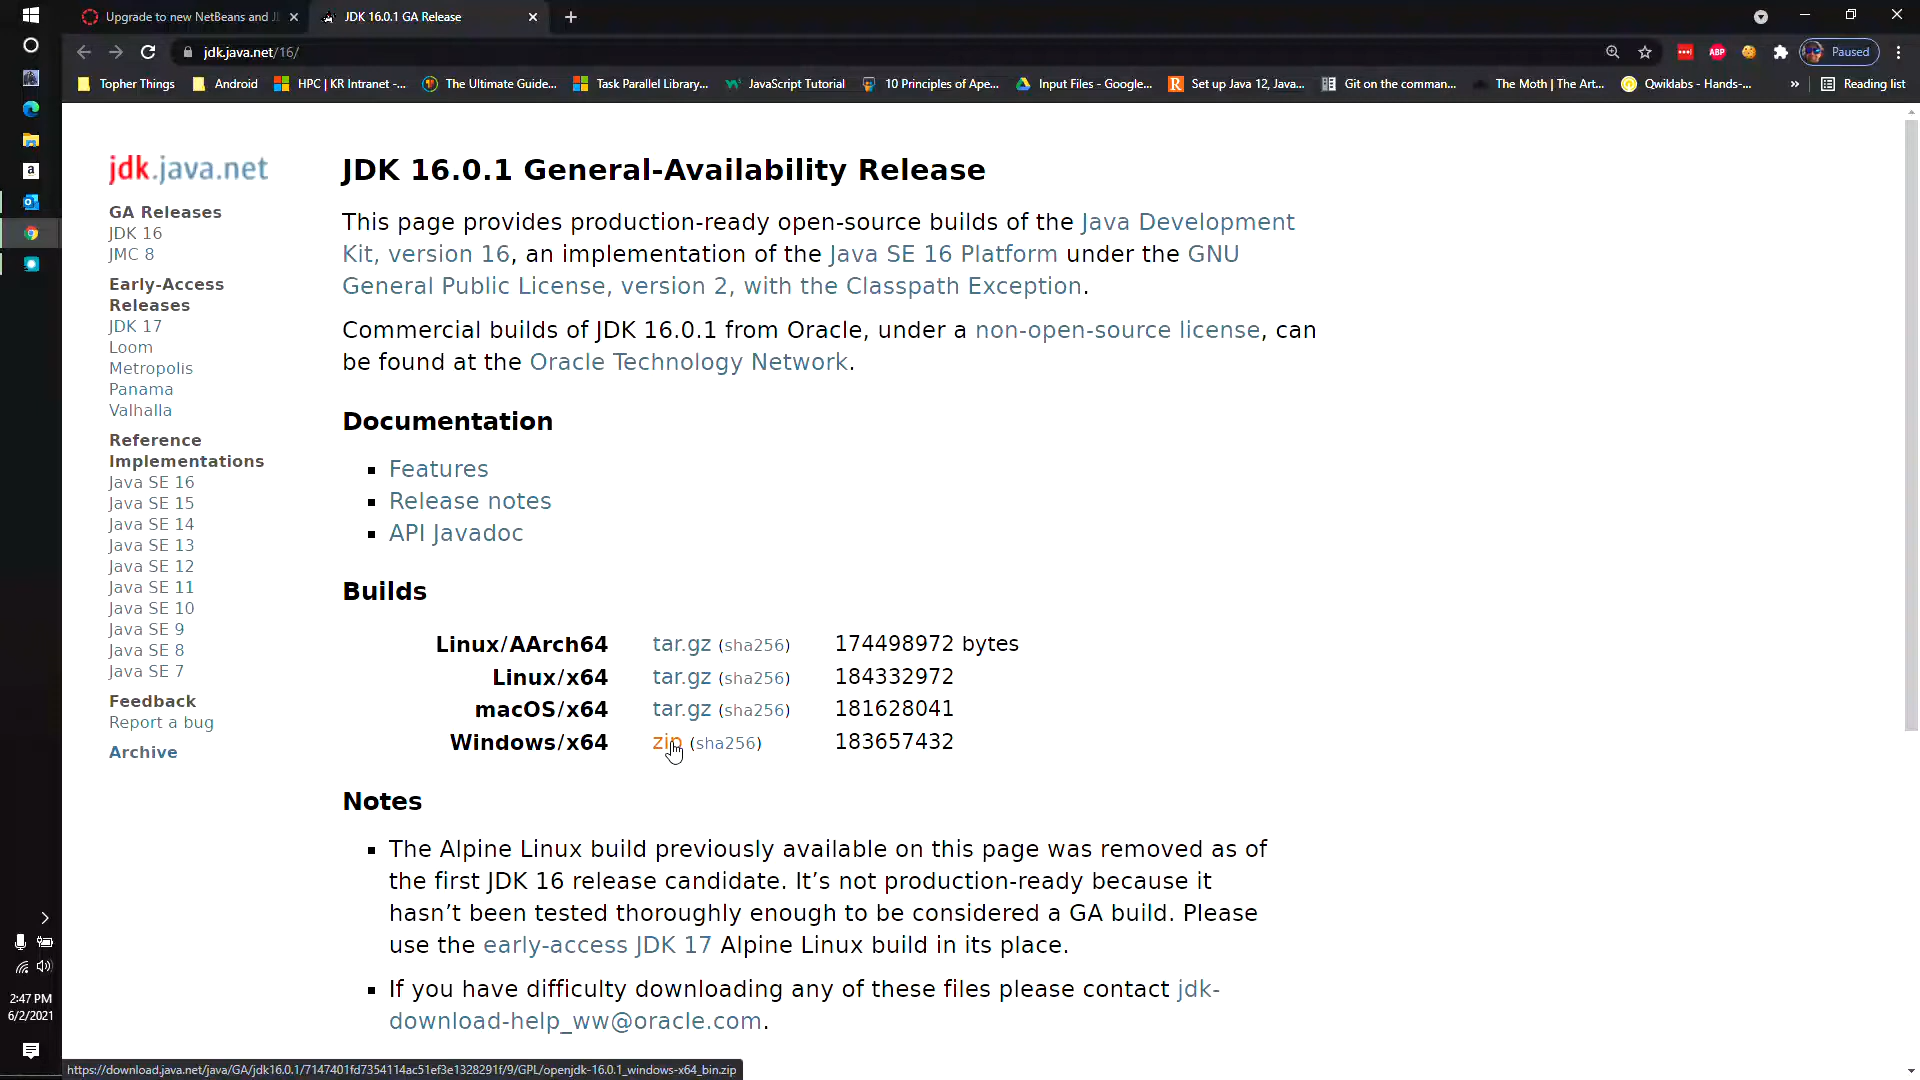 Upgrade to new NetBeans and J
JDK 16.0.1 GA Release
jdk.java.net/16/
ABP
Paused
Topher Things
Android
HPC | KR Intranet -...
The Ultimate Guide...
Task Parallel Library...
JavaScript Tutorial
10 Principles of Ape...
Input Files - Google...
Set up Java 12, Java...
Git on the comman...
The Moth | The Art...
Qwiklabs - Hands-...
»
Reading list
jdk.java.net
GA Releases
JDK 16
JMC 8
Early-Access
Releases
JDK 17
Loom
Metropolis
Panama
Valhalla
Reference
Implementations
Java SE 16
Java SE 15
Java SE 14
Java SE 13
Java SE 12
Java SE 11
Java SE 10
Java SE 9
Java SE 8
Java SE 7
Feedback
Report a bug
Archive
JDK 16.0.1 General-Availability Release
This page provides production-ready open-source builds of the Java Development
Kit, version 16, an implementation of the Java SE 16 Platform under the GNU
General Public License, version 2, with the Classpath Exception.
Commercial builds of JDK 16.0.1 from Oracle, under a non-open-source license, can
be found at the Oracle Technology Network.
Documentation
Features
Release notes
API Javadoc
Builds
Linux/AArch64 tar.gz (sha256) 174498972 bytes
Linux/x64 tar.gz (sha256) 184332972
macOS/x64 tar.gz (sha256) 181628041
Windows/x64 zip (sha256) 183657432
Notes
The Alpine Linux build previously available on this page was removed as of
the first JDK 16 release candidate. It’s not production-ready because it
hasn’t been tested thoroughly enough to be considered a GA build. Please
use the early-access JDK 17 Alpine Linux build in its place.
If you have difficulty downloading any of these files please contact jdk-
download-help_ww@oracle.com.
2:47 PM
6/2/2021
https://download.java.net/java/GA/jdk16.0.1/7147401fd7354114ac51ef3e1328291f/9/GPL/openjdk-16.0.1_windows-x64_bin.zip